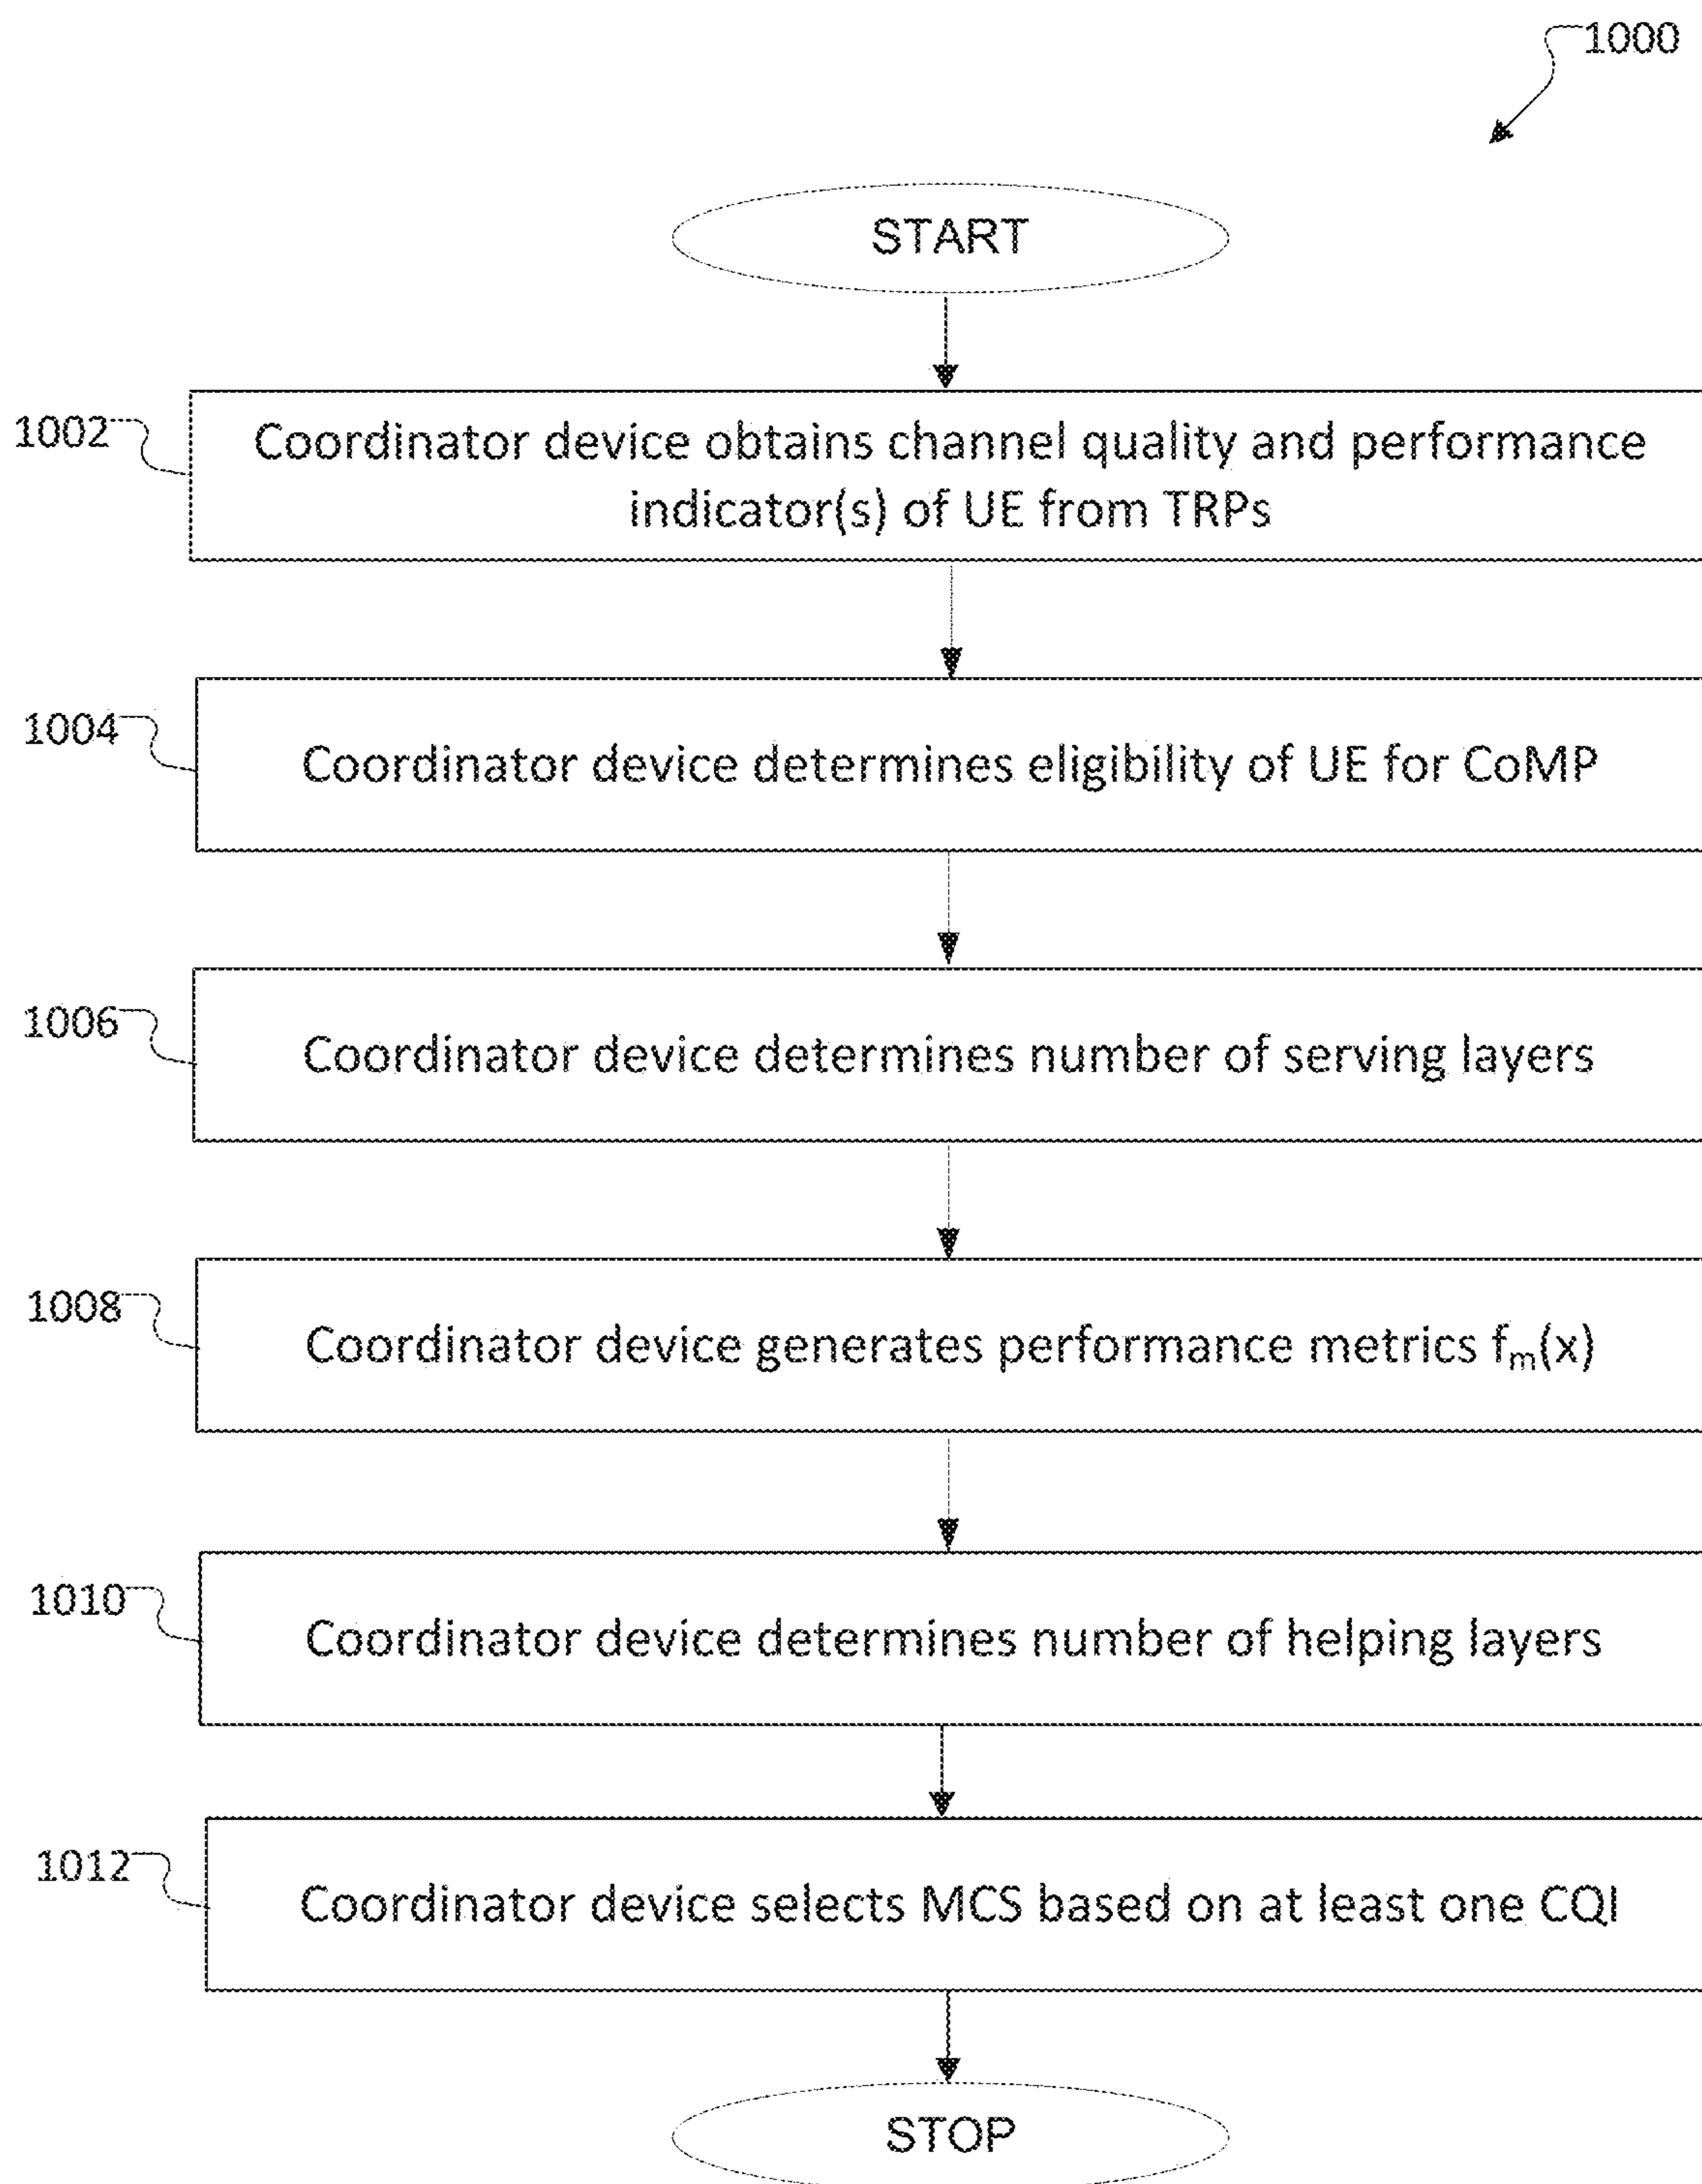 1000
START
1002
Coordinator device obtains channel quality and performance
indicator(s) of UE from TRPs
1004
Coordinator device determines eligibility of UE for CoMP
1006
Coordinator device determines number of serving layers
1008
Coordinator device generates performance metrics fₘ(x)
1010
Coordinator device determines number of helping layers
1012
Coordinator device selects MCS based on at least one CQI
STOP